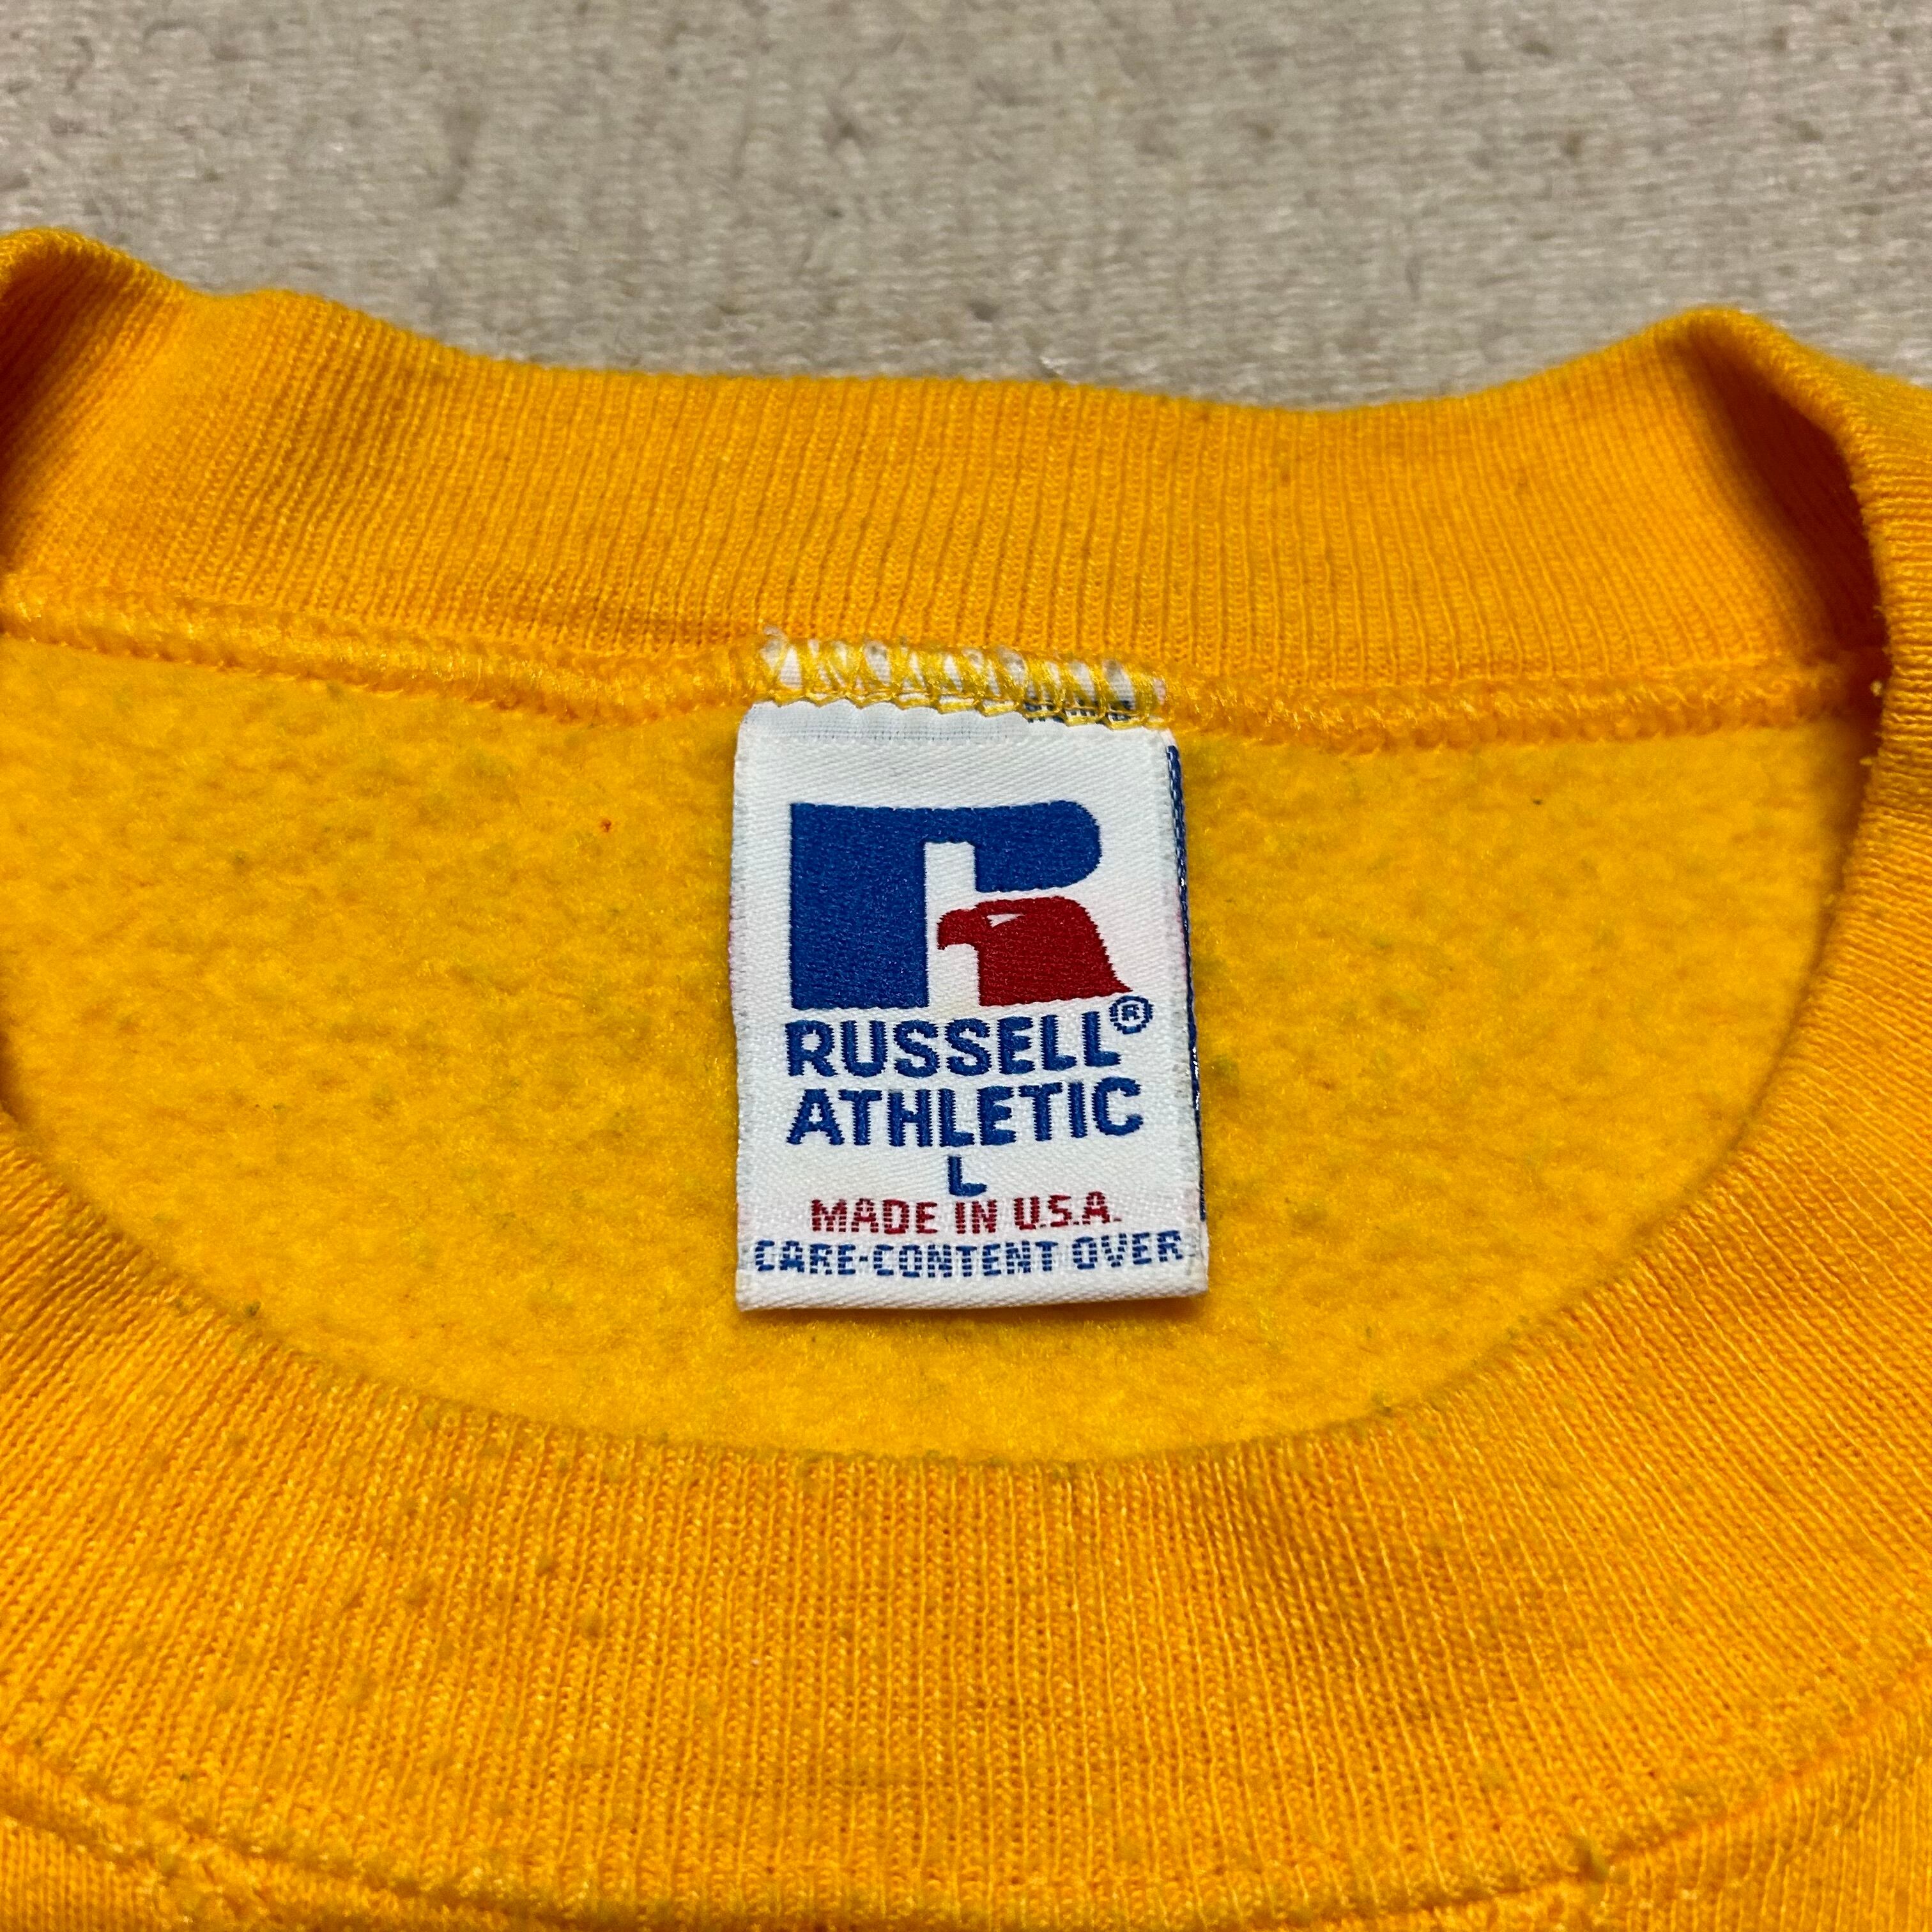 R
RUSSELL®
ATHLETIC
L
MADE IN U.S.A.
CARE-CONTENT OVER